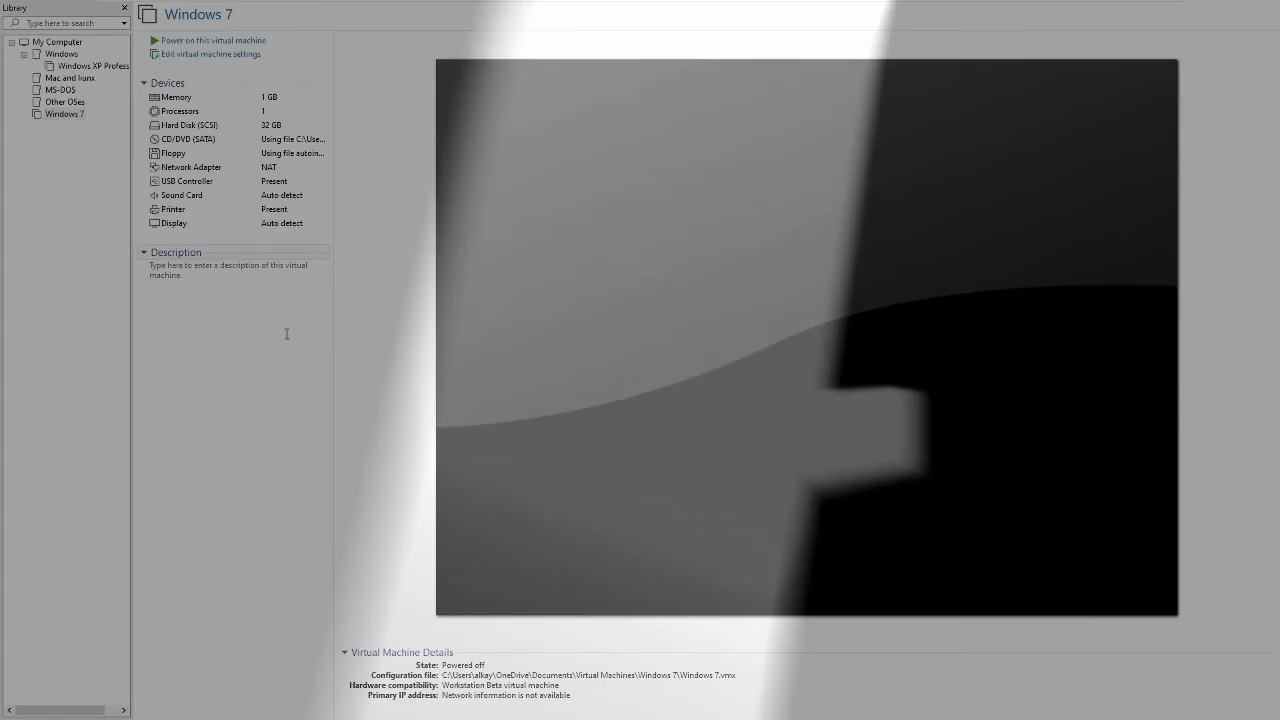 Library
Type here to search
My Computer
Windows
Windows XP Profess
Mac and liunx
MS-DOS
Other OSes
Windows 7
Windows 7
Power on this virtual machine
Edit virtual machine settings
Devices
Memory 1 GB
Processors 1
Hard Disk (SCSI) 32 GB
CD/DVD (SATA) Using file C:\Use...
Floppy Using file autoin...
Network Adapter NAT
USB Controller Present
Sound Card Auto detect
Printer Present
Display Auto detect
Description
Type here to enter a description of this virtual
machine.
Virtual Machine Details
State: Powered off
Configuration file: C:\Users\alkay\OneDrive\Documents\Virtual Machines\Windows 7\Windows 7.vmx
Hardware compatibility: Workstation Beta virtual machine
Primary IP address: Network information is not available